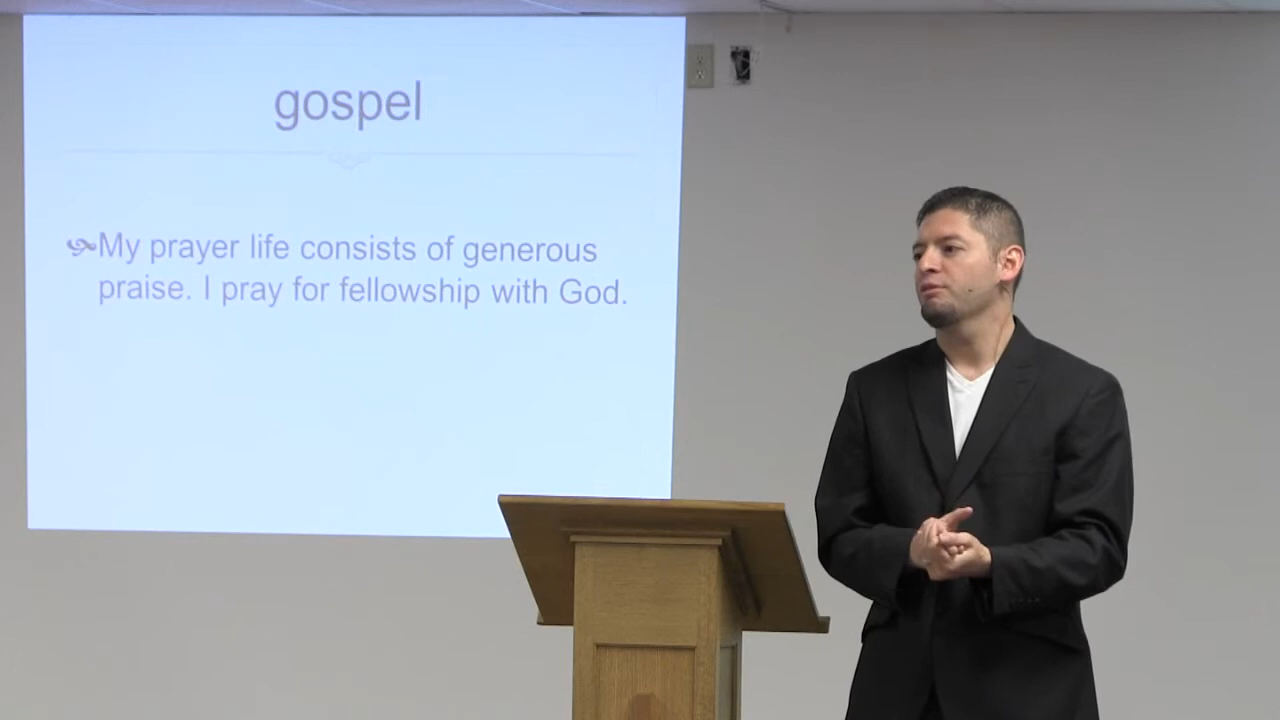 gospel
My prayer life consists of generous
praise. I pray for fellowship with God.